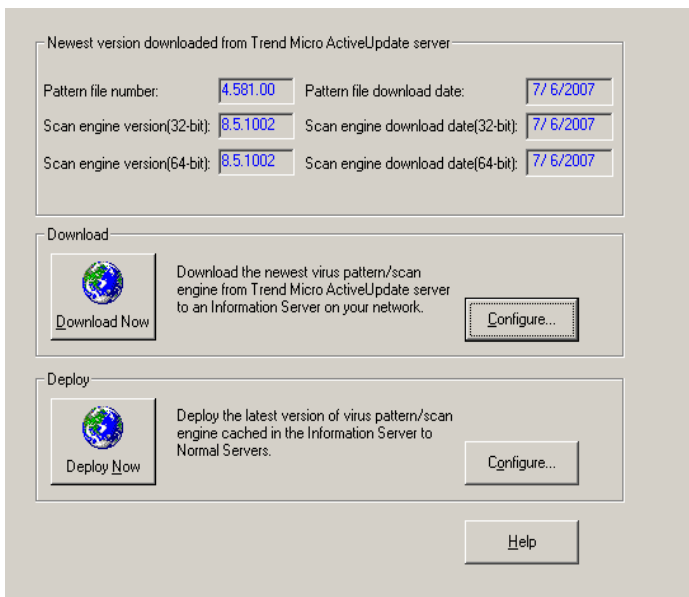 Newest version downloaded from Trend Micro ActiveUpdate server
Pattern file number: 4.581.00 Pattern file download date: 7/ 6/2007
Scan engine version(32-bit): 8.5.1002 Scan engine download date(32-bit): 7/ 6/2007
Scan engine version(64-bit): 8.5.1002 Scan engine download date(64-bit): 7/ 6/2007
Download
Download Now
Download the newest virus pattern/scan
engine from Trend Micro ActiveUpdate server
to an Information Server on your network.
Configure...
Deploy
Deploy Now
Deploy the latest version of virus pattern/scan
engine cached in the Information Server to
Normal Servers.
Configure...
Help